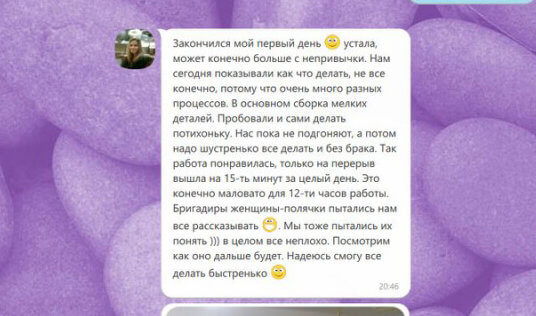 Закончился мой первый день 😀 устала,
может конечно больше с непривычки. Нам
сегодня показывали как что делать, не все
конечно, потому что очень много разных
процессов. В основном сборка мелких
деталей. Пробовали и сами делать
потихоньку. Нас пока не подгоняют, а потом
надо шустренько все делать и без брака. Так
работа понравилась, только на перерыв
вышла на 15-ть минут за целый день. Это
конечно маловато для 12-ти часов работы.
Бригадиры женщины-полячки пытались нам
все рассказывать 😁. Мы тоже пытались их
понять ))) в целом все неплохо. Посмотрим
как оно дальше будет. Надеюсь смогу все
делать быстренько 🙂
20:46